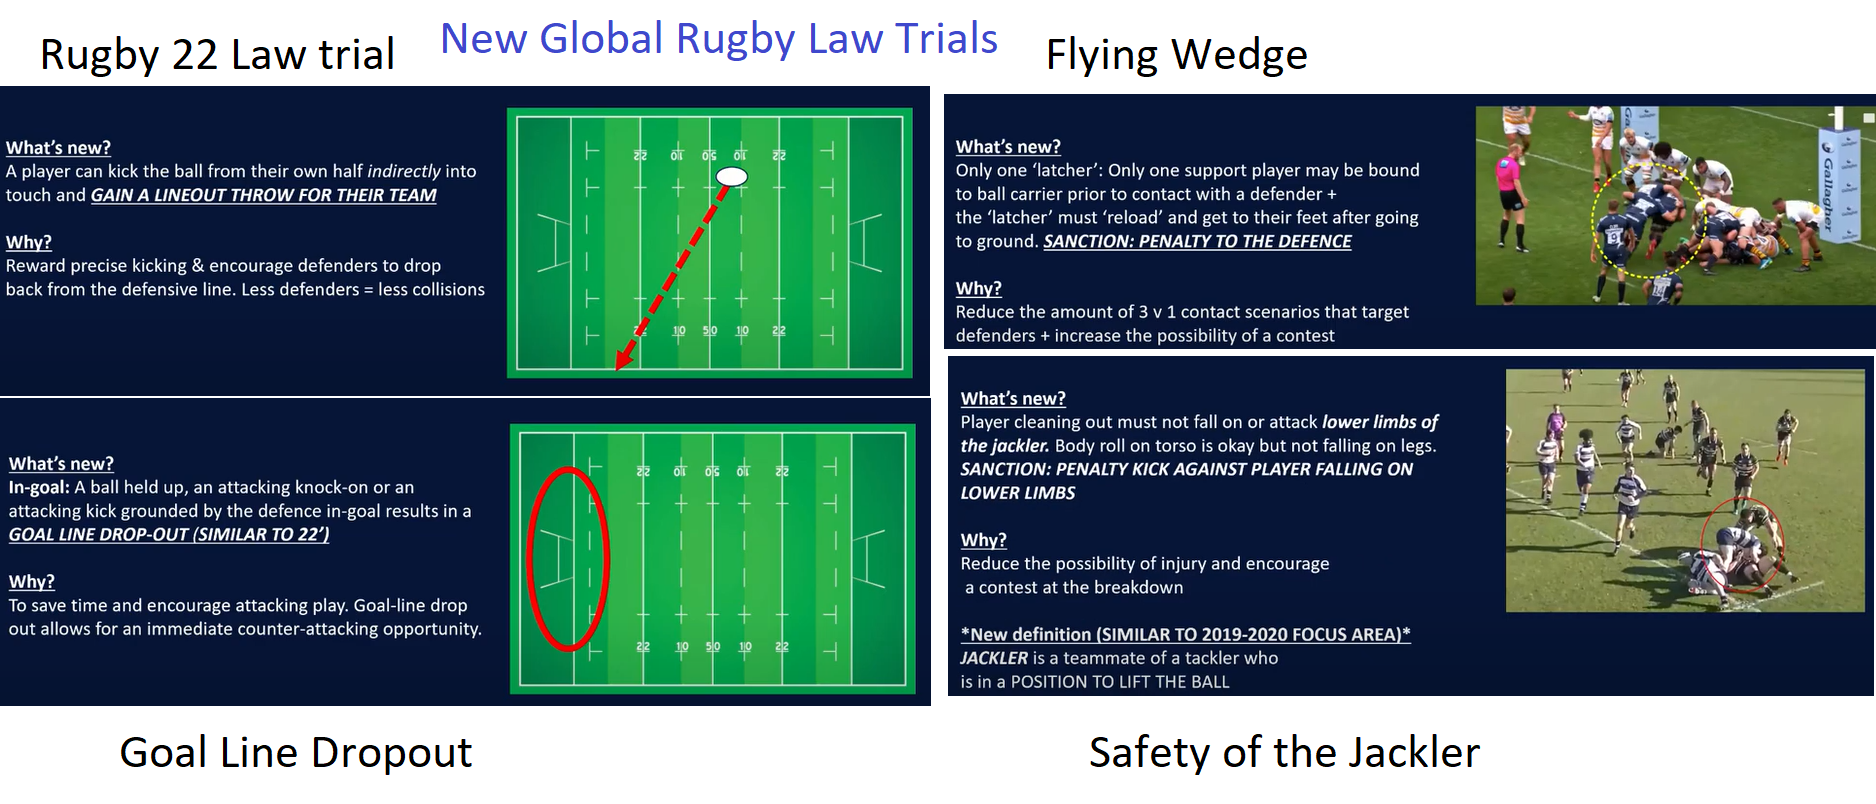 New Global Rugby Law Trials
Rugby 22 Law trial
What's new?
A player can kick the ball from their own half indirectly into
touch and GAIN A LINEOUT THROW FOR THEIR TEAM
Why?
Reward precise kicking & encourage defenders to drop
back from the defensive line. Less defenders = less collisions
22 10 50 10 22
22 10 50 10 22
What's new?
In-goal: A ball held up, an attacking knock-on or an
attacking kick grounded by the defence in-goal results in a
GOAL LINE DROP-OUT (SIMILAR TO 22')
Why?
To save time and encourage attacking play. Goal-line drop
out allows for an immediate counter-attacking opportunity.
22 10 50 10 22
22 10 50 10 22
Goal Line Dropout
Flying Wedge
What's new?
Only one ‘latcher’: Only one support player may be bound
to ball carrier prior to contact with a defender +
the ‘latcher’ must ‘reload’ and get to their feet after going
to ground. SANCTION: PENALTY TO THE DEFENCE
Why?
Reduce the amount of 3 v 1 contact scenarios that target
defenders + increase the possibility of a contest
Gallagher
9
What's new?
Player cleaning out must not fall on or attack lower limbs of
the jackler. Body roll on torso is okay but not falling on legs.
SANCTION: PENALTY KICK AGAINST PLAYER FALLING ON
LOWER LIMBS
Why?
Reduce the possibility of injury and encourage
a contest at the breakdown
*New definition (SIMILAR TO 2019-2020 FOCUS AREA)*
JACKLER is a teammate of a tackler who
is in a POSITION TO LIFT THE BALL
Safety of the Jackler